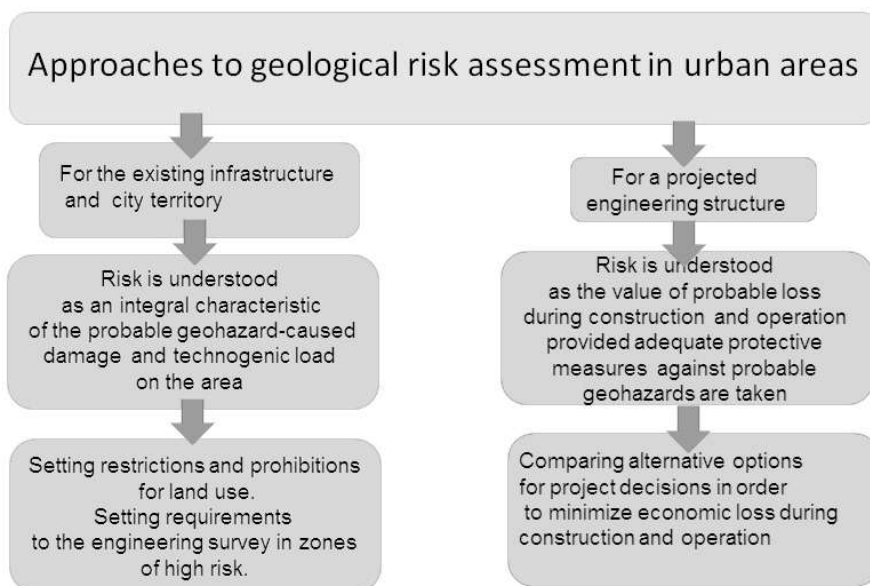 Approaches to geological risk assessment in urban areas
For the existing infrastructure
and city territory
Risk is understood
as an integral characteristic
of the probable geohazard-caused
damage and technogenic load
on the area
Setting restrictions and prohibitions
for land use.
Setting requirements
to the engineering survey in zones
of high risk.
For a projected
engineering structure
Risk is understood
as the value of probable loss
during construction and operation
provided adequate protective
measures against probable
geohazards are taken
Comparing alternative options
for project decisions in order
to minimize economic loss during
construction and operation